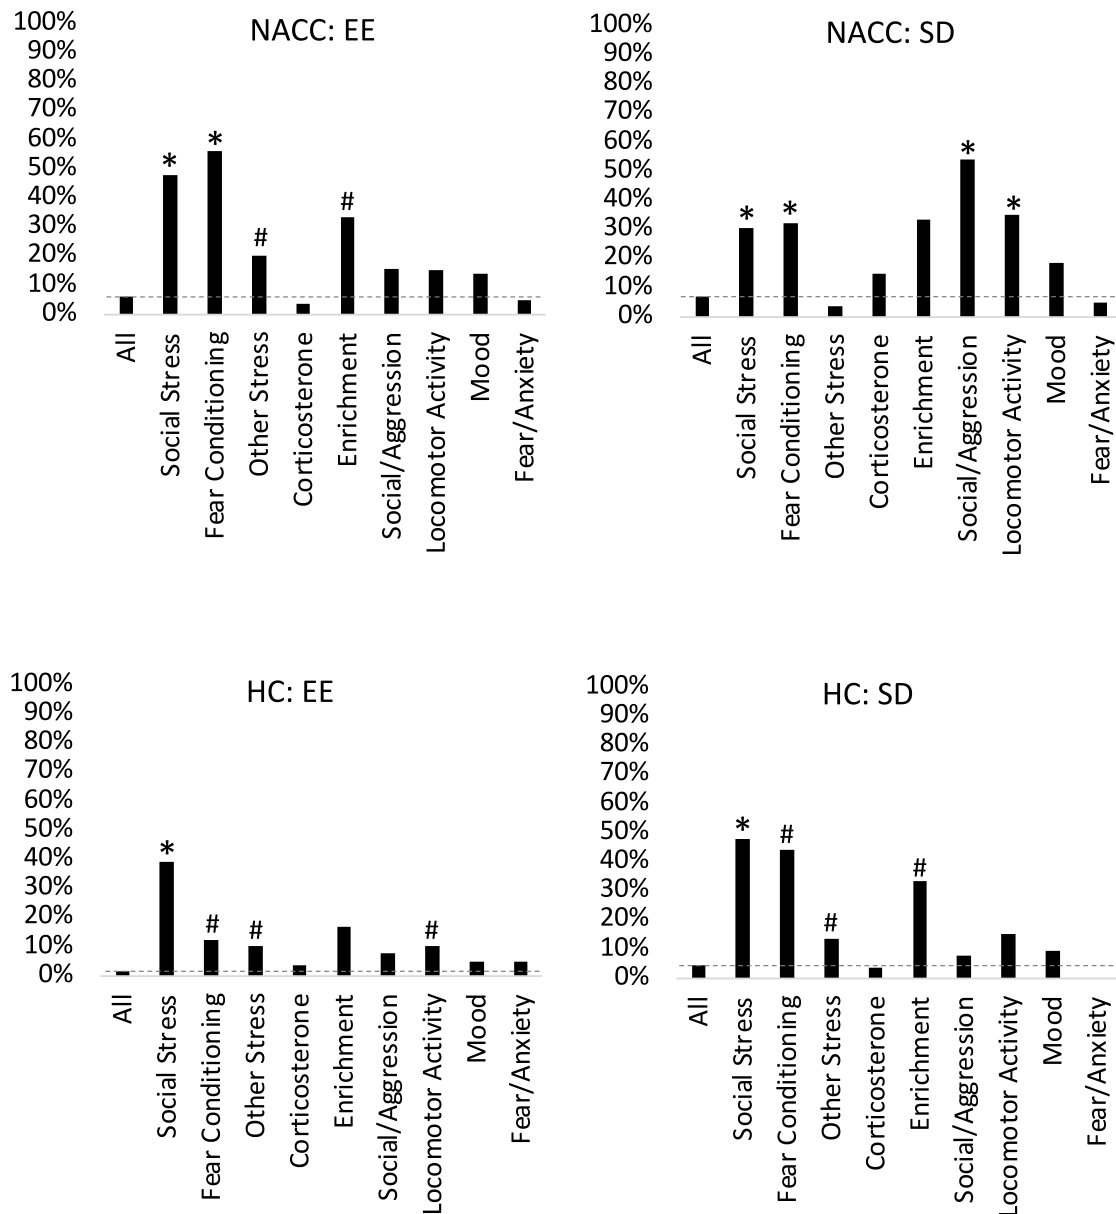 NACC: EE
100%
90%
80%
70%
60%
50%
40%
30%
20%
10%
0%
*
*
#
#
All
Social Stress
Fear Conditioning
Other Stress
Corticosterone
Enrichment
Social/Aggression
Locomotor Activity
Mood
Fear/Anxiety
NACC: SD
100%
90%
80%
70%
60%
50%
40%
30%
20%
10%
0%
*
*
*
*
All
Social Stress
Fear Conditioning
Other Stress
Corticosterone
Enrichment
Social/Aggression
Locomotor Activity
Mood
Fear/Anxiety
HC: EE
100%
90%
80%
70%
60%
50%
40%
30%
20%
10%
0%
*
#
#
#
All
Social Stress
Fear Conditioning
Other Stress
Corticosterone
Enrichment
Social/Aggression
Locomotor Activity
Mood
Fear/Anxiety
HC: SD
100%
90%
80%
70%
60%
50%
40%
30%
20%
10%
0%
*
#
#
#
All
Social Stress
Fear Conditioning
Other Stress
Corticosterone
Enrichment
Social/Aggression
Locomotor Activity
Mood
Fear/Anxiety